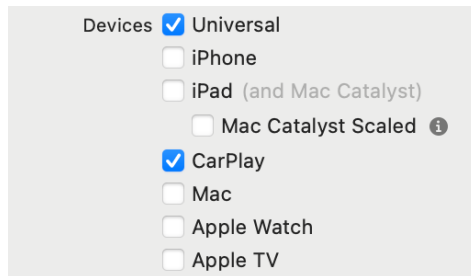 Devices Universal
iPhone
iPad (and Mac Catalyst)
Mac Catalyst Scaled
CarPlay
Mac
Apple Watch
Apple TV